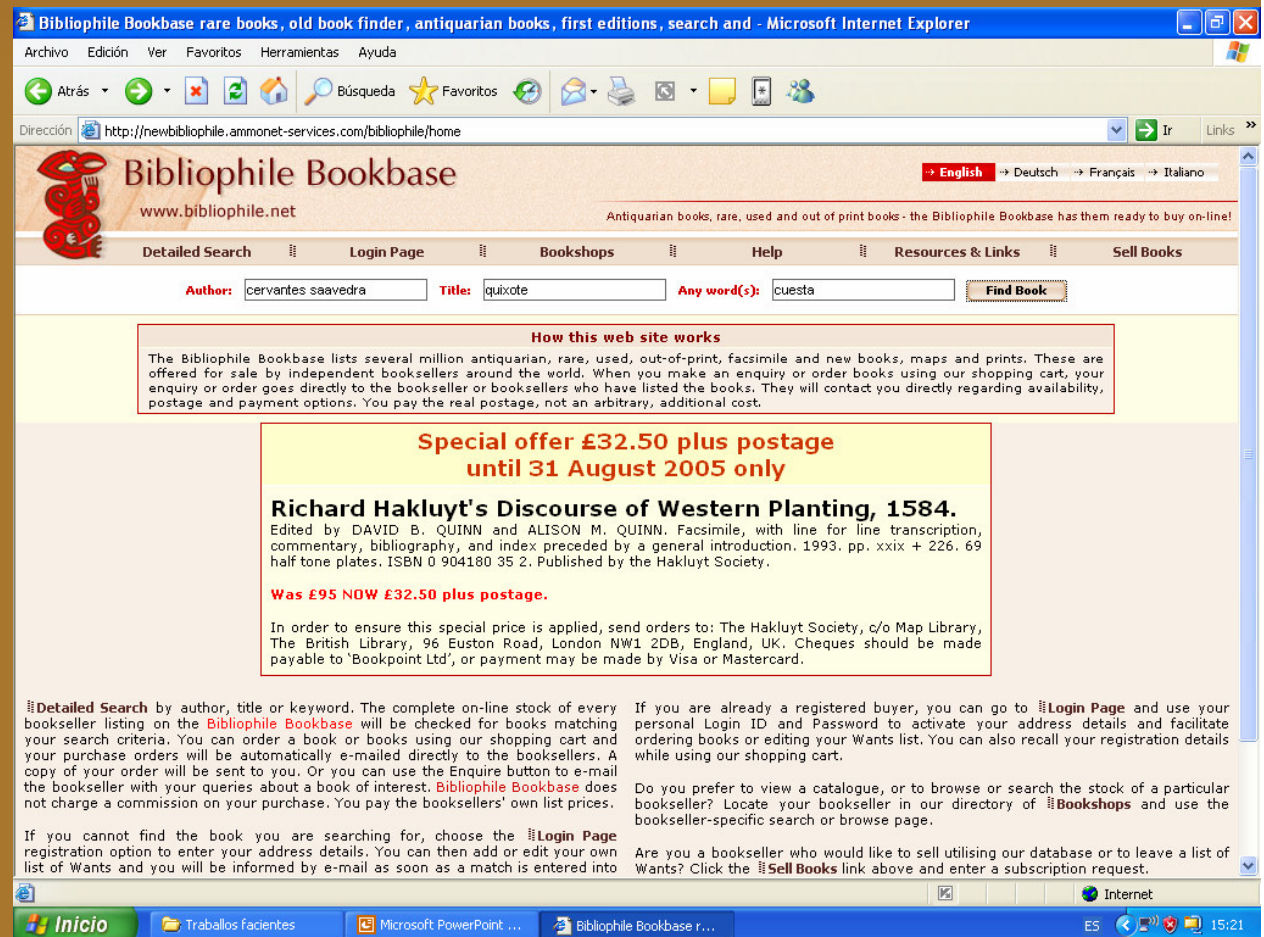 Bibliophile Bookbase rare books, old book finder, antiquarian books, first editions, search and - Microsoft Internet Explorer
Archivo Edición Ver Favoritos Herramientas Ayuda
Atrás Búsqueda Favoritos
Dirección http://newbibliophile.ammonet-services.com/bibliophile/home Ir Links »
Bibliophile Bookbase
English Deutsch Français Italiano
www.bibliophile.net
Antiquarian books, rare, used and out of print books - the Bibliophile Bookbase has them ready to buy on-line!
Detailed Search Login Page Bookshops Help Resources & Links Sell Books
Author: cervantes saavedra Title: quixote Any word(s): cuesta Find Book
How this web site works
The Bibliophile Bookbase lists several million antiquarian, rare, used, out-of-print, facsimile and new books, maps and prints. These are
offered for sale by independent booksellers around the world. When you make an enquiry or order books using our shopping cart, your
enquiry or order goes directly to the bookseller or booksellers who have listed the books. They will contact you directly regarding availability,
postage and payment options. You pay the real postage, not an arbitrary, additional cost.
Special offer £32.50 plus postage
until 31 August 2005 only
Richard Hakluyt's Discourse of Western Planting, 1584.
Edited by DAVID B. QUINN and ALISON M. QUINN. Facsimile, with line for line transcription,
commentary, bibliography, and index preceded by a general introduction. 1993. pp. xxix + 226. 69
half tone plates. ISBN 0 904180 35 2. Published by the Hakluyt Society.
Was £95 NOW £32.50 plus postage.
In order to ensure this special price is applied, send orders to: The Hakluyt Society, c/o Map Library,
The British Library, 96 Euston Road, London NW1 2DB, England, UK. Cheques should be made
payable to 'Bookpoint Ltd', or payment may be made by Visa or Mastercard.
Detailed Search by author, title or keyword. The complete on-line stock of every
bookseller listing on the Bibliophile Bookbase will be checked for books matching
your search criteria. You can order a book or books using our shopping cart and
your purchase orders will be automatically e-mailed directly to the booksellers. A
copy of your order will be sent to you. Or you can use the Enquire button to e-mail
the bookseller with your queries about a book of interest. Bibliophile Bookbase does
not charge a commission on your purchase. You pay the booksellers' own list prices.
If you cannot find the book you are searching for, choose the Login Page
registration option to enter your address details. You can then add or edit your own
list of Wants and you will be informed by e-mail as soon as a match is entered into
If you are already a registered buyer, you can go to Login Page and use your
personal Login ID and Password to activate your address details and facilitate
ordering books or editing your Wants list. You can also recall your registration details
while using our shopping cart.
Do you prefer to view a catalogue, or to browse or search the stock of a particular
bookseller? Locate your bookseller in our directory of Bookshops and use the
bookseller-specific search or browse page.
Are you a bookseller who would like to sell utilising our database or to leave a list of
Wants? Click the Sell Books link above and enter a subscription request.
Internet
Inicio Traballos facientes Microsoft PowerPoint ... Bibliophile Bookbase r... ES 15:21